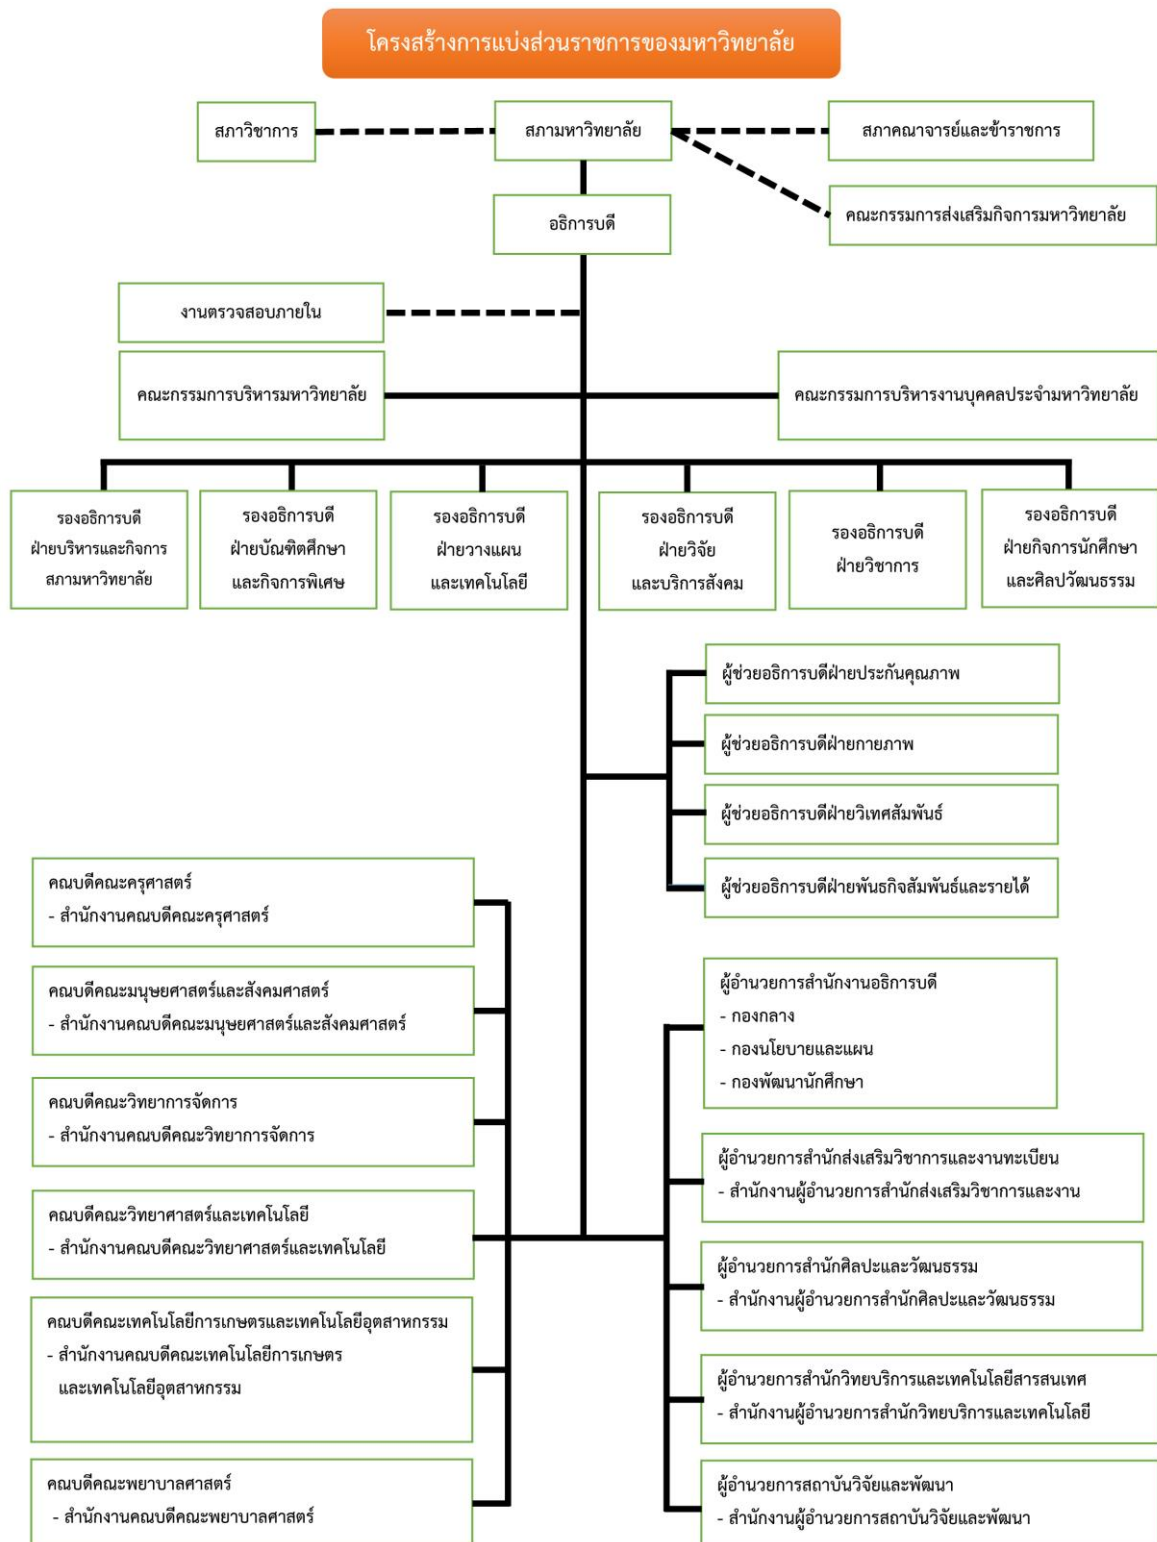 โครงสร้างการแบ่งส่วนราชการของมหาวิทยาลัย
สภาวิชาการ
สภามหาวิทยาลัย
สภาคณาจารย์และข้าราชการ
คณะกรรมการส่งเสริมกิจการมหาวิทยาลัย
อธิการบดี
งานตรวจสอบภายใน
คณะกรรมการบริหารมหาวิทยาลัย
คณะกรรมการบริหารงานบุคคลประจำมหาวิทยาลัย
รองอธิการบดี
ฝ่ายบริหารและกิจการ
สภามหาวิทยาลัย
รองอธิการบดี
ฝ่ายบัณฑิตศึกษา
และกิจการพิเศษ
รองอธิการบดี
ฝ่ายวางแผน
และเทคโนโลยี
รองอธิการบดี
ฝ่ายวิจัย
และบริการสังคม
รองอธิการบดี
ฝ่ายวิชาการ
รองอธิการบดี
ฝ่ายกิจการนักศึกษา
และศิลปวัฒนธรรม
ผู้ช่วยอธิการบดีฝ่ายประกันคุณภาพ
ผู้ช่วยอธิการบดีฝ่ายกายภาพ
ผู้ช่วยอธิการบดีฝ่ายวิเทศสัมพันธ์
ผู้ช่วยอธิการบดีฝ่ายพันธกิจสัมพันธ์และรายได้
คณบดีคณะครุศาสตร์
- สำนักงานคณบดีคณะครุศาสตร์
คณบดีคณะมนุษยศาสตร์และสังคมศาสตร์
- สำนักงานคณบดีคณะมนุษยศาสตร์และสังคมศาสตร์
คณบดีคณะวิทยาการจัดการ
- สำนักงานคณบดีคณะวิทยาการจัดการ
คณบดีคณะวิทยาศาสตร์และเทคโนโลยี
- สำนักงานคณบดีคณะวิทยาศาสตร์และเทคโนโลยี
คณบดีคณะเทคโนโลยีการเกษตรและเทคโนโลยีอุตสาหกรรม
- สำนักงานคณบดีคณะเทคโนโลยีการเกษตร
และเทคโนโลยีอุตสาหกรรม
คณบดีคณะพยาบาลศาสตร์
- สำนักงานคณบดีคณะพยาบาลศาสตร์
ผู้อำนวยการสำนักงานอธิการบดี
- กองกลาง
- กองนโยบายและแผน
- กองพัฒนานักศึกษา
ผู้อำนวยการสำนักส่งเสริมวิชาการและงานทะเบียน
- สำนักงานผู้อำนวยการสำนักส่งเสริมวิชาการและงาน
ผู้อำนวยการสำนักศิลปะและวัฒนธรรม
- สำนักงานผู้อำนวยการสำนักศิลปะและวัฒนธรรม
ผู้อำนวยการสำนักวิทยบริการและเทคโนโลยีสารสนเทศ
- สำนักงานผู้อำนวยการสำนักวิทยบริการและเทคโนโลยี
ผู้อำนวยการสถาบันวิจัยและพัฒนา
- สำนักงานผู้อำนวยการสถาบันวิจัยและพัฒนา